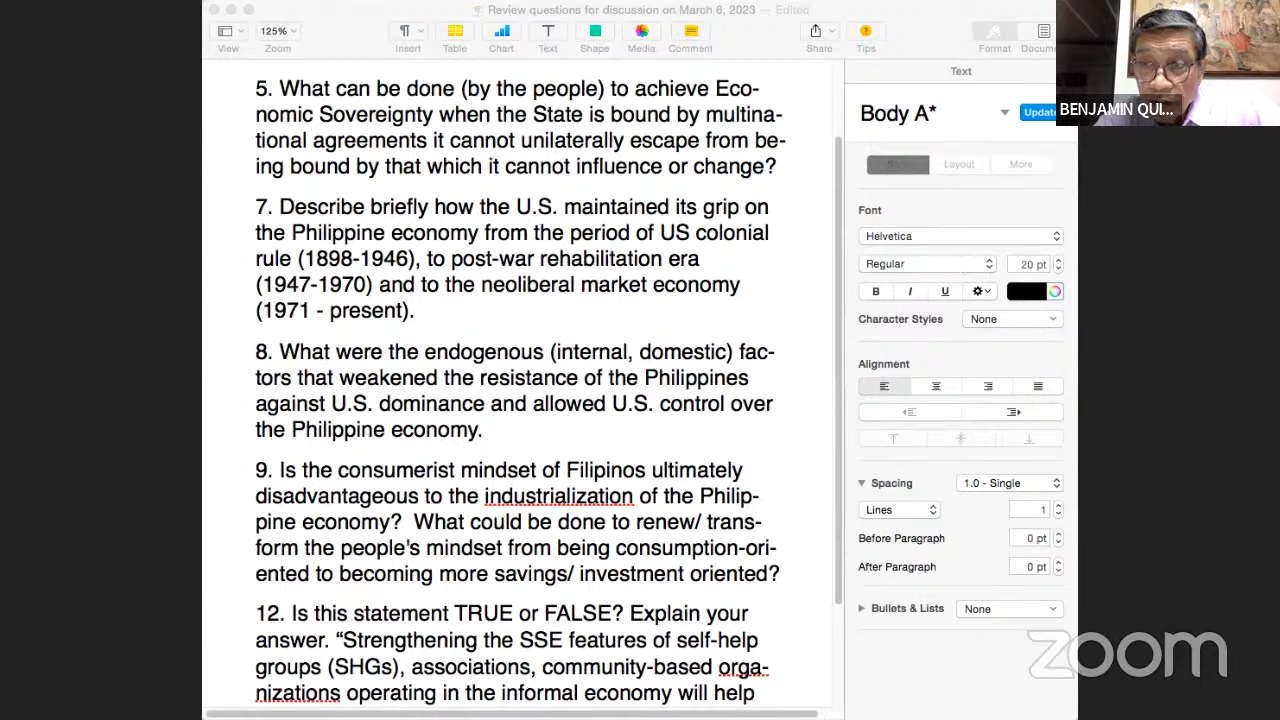 Review questions for discussion on March 6, 2023 — Edited
125%
View
Zoom
Insert
Table
Chart
Text
Shape
Media
Comment
Share
Tips
Format
Docume
BENJAMIN QUI...
5. What can be done (by the people) to achieve Eco-
nomic Sovereignty when the State is bound by multina-
tional agreements it cannot unilaterally escape from be-
ing bound by that which it cannot influence or change?
7. Describe briefly how the U.S. maintained its grip on
the Philippine economy from the period of US colonial
rule (1898-1946), to post-war rehabilitation era
(1947-1970) and to the neoliberal market economy
(1971 - present).
8. What were the endogenous (internal, domestic) fac-
tors that weakened the resistance of the Philippines
against U.S. dominance and allowed U.S. control over
the Philippine economy.
9. Is the consumerist mindset of Filipinos ultimately
disadvantageous to the industrialization of the Philip-
pine economy?  What could be done to renew/ trans-
form the people's mindset from being consumption-ori-
ented to becoming more savings/ investment oriented?
12. Is this statement TRUE or FALSE? Explain your
answer. “Strengthening the SSE features of self-help
groups (SHGs), associations, community-based orga-
nizations operating in the informal economy will help
Text
Body A*
Update
Style
Layout
More
Font
Helvetica
Regular
20 pt
B
I
U
Character Styles
None
Alignment
Spacing
1.0 - Single
Lines
1
Before Paragraph
0 pt
After Paragraph
0 pt
Bullets & Lists
None
zoom